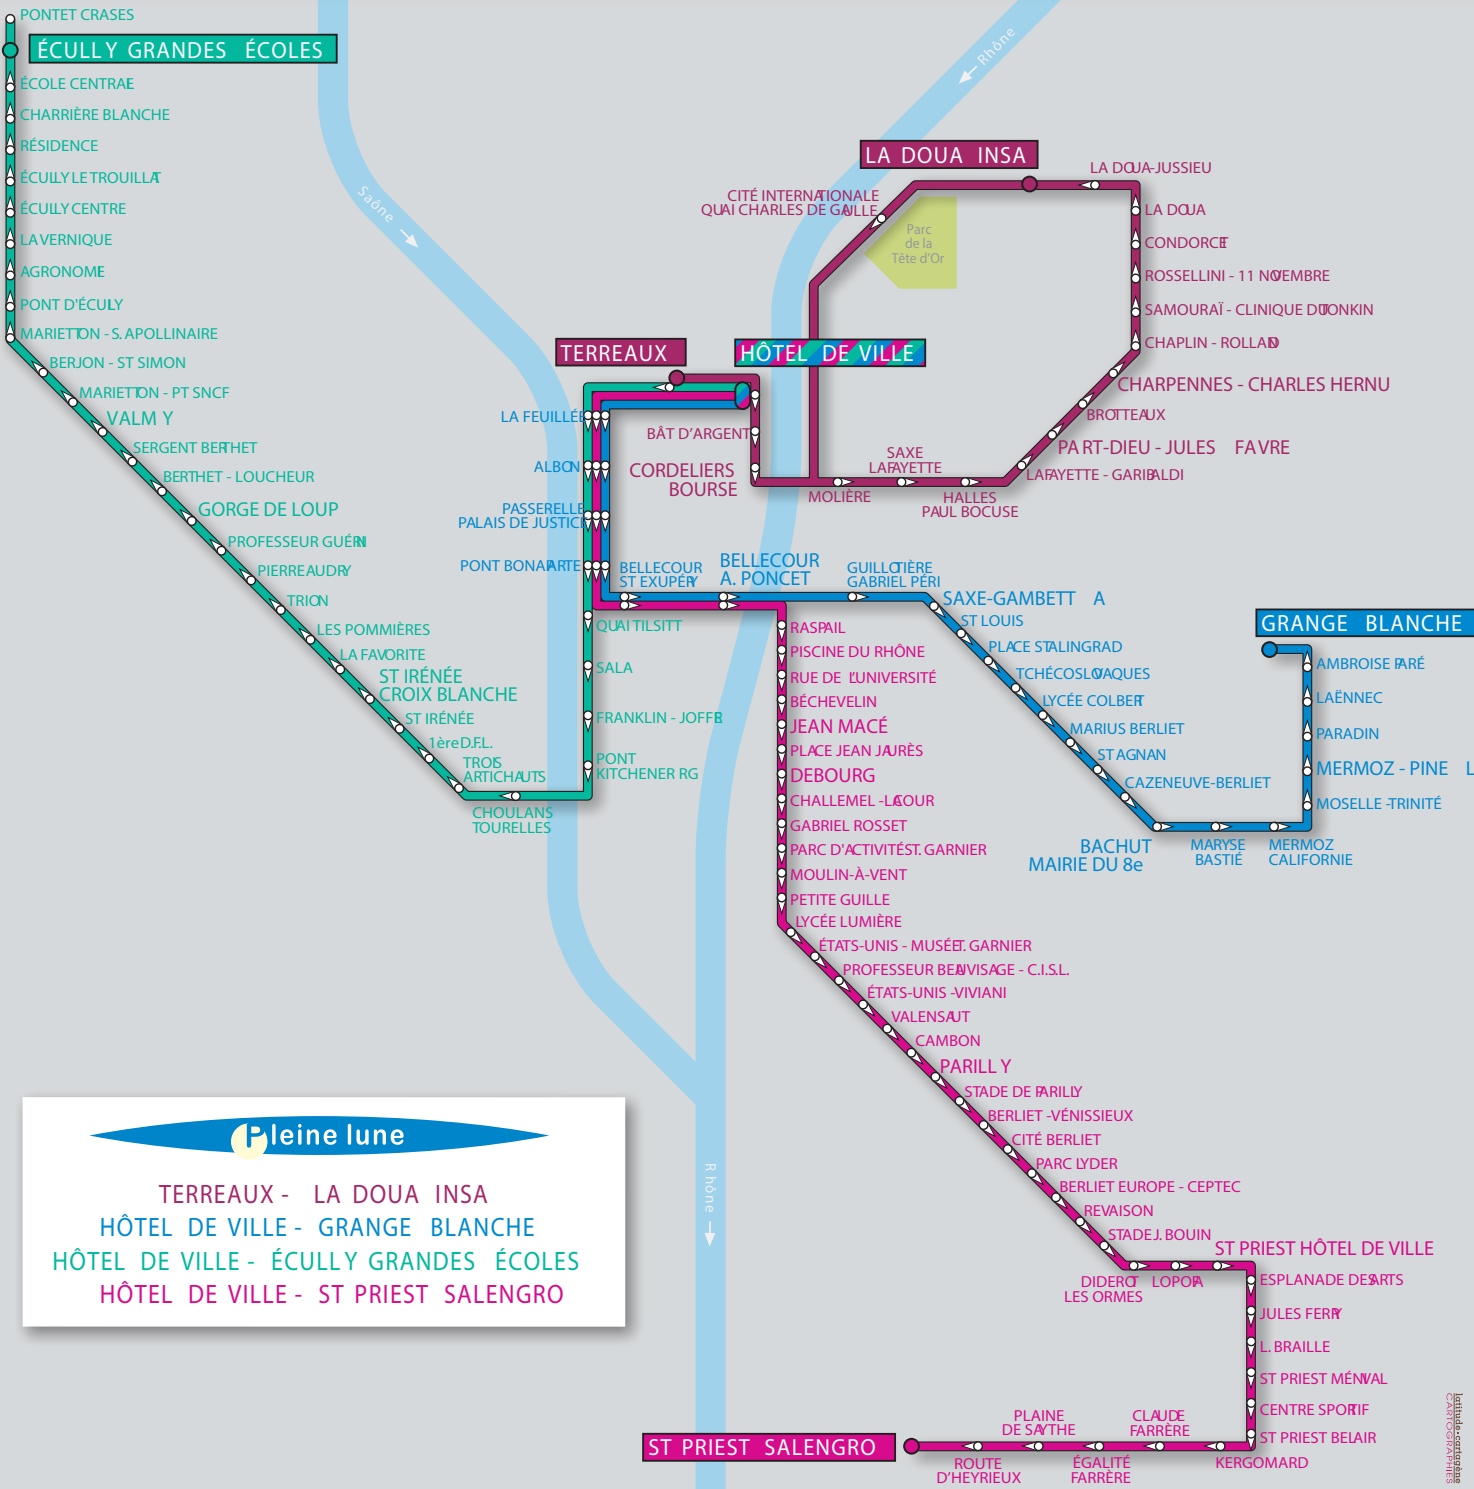 PONTET CRASES
ÉCULLY GRANDES ÉCOLES
ÉCOLE CENTRALE
CHARRIÈRE BLANCHE
RÉSIDENCE
ÉCULLY LE TROUILLAT
ÉCULLY CENTRE
LA VERNIQUE
AGRONOME
PONT D'ÉCULLY
MARIETTON - S. APOLLINAIRE
BERJON - ST SIMON
MARIETTON - PT SNCF
VALMY
SERGENT BERTHET
BERTHET - LOUCHEUR
GORGE DE LOUP
PROFESSEUR GUÉRIN
PIERRE AUDRY
TRION
LES POMMIÈRES
LA FAVORITE
ST IRÉNÉE
CROIX BLANCHE
ST IRÉNÉE
1ère D.F.L.
TROIS
ARTICHAUTS
CHOULANS
TOURELLES
PONT
KITCHENER RG
FRANKLIN - JOFFRE
SALA
QUAI TILSITT
Saône
Rhône
LA DOUA INSA
LA DOUA-JUSSIEU
CITÉ INTERNATIONALE
QUAI CHARLES DE GAULLE
Parc
de la
Tête d'Or
LA DOUA
CONDORCET
ROSSELLINI - 11 NOVEMBRE
SAMOURAÏ - CLINIQUE DU TONKIN
CHAPLIN - ROLLAND
CHARPENNES - CHARLES HERNU
BROTTEAUX
PART-DIEU - JULES FAVRE
LAFAYETTE - GARIBALDI
HALLES
PAUL BOCUSE
SAXE
LAFAYETTE
MOLIÈRE
TERREAUX
HÔTEL DE VILLE
BÂT D'ARGENT
CORDELIERS
BOURSE
LA FEUILLÉE
ALBON
PASSERELLE
PALAIS DE JUSTICE
PONT BONAPARTE
BELLECOUR
ST EXUPÉRY
BELLECOUR
A. PONCET
GUILLOTIÈRE
GABRIEL PÉRI
SAXE-GAMBETTA
ST LOUIS
PLACE STALINGRAD
TCHÉCOSLOVAQUES
LYCÉE COLBERT
MARIUS BERLIET
ST AGNAN
CAZENEUVE-BERLIET
BACHUT
MAIRIE DU 8e
MARYSE
BASTIÉ
MERMOZ
CALIFORNIE
MOSELLE -TRINITÉ
MERMOZ - PINEL
PARADIN
LAËNNEC
AMBROISE PARÉ
GRANGE BLANCHE
RASPAIL
PISCINE DU RHÔNE
RUE DE L'UNIVERSITÉ
BÉCHEVELIN
JEAN MACÉ
PLACE JEAN JAURÈS
DEBOURG
CHALLEMEL -LACOUR
GABRIEL ROSSET
PARC D'ACTIVITÉS T. GARNIER
MOULIN-À-VENT
PETITE GUILLE
LYCÉE LUMIÈRE
ÉTATS-UNIS - MUSÉE T. GARNIER
PROFESSEUR BEAUVISAGE - C.I.S.L.
ÉTATS-UNIS -VIVIANI
VALENSAUT
CAMBON
PARILLY
STADE DE PARILLY
BERLIET -VÉNISSIEUX
CITÉ BERLIET
PARC LYDER
BERLIET EUROPE - CEPTEC
REVAISON
STADE J. BOUIN
DIDEROT
LES ORMES
LOPOFA
ST PRIEST HÔTEL DE VILLE
ESPLANADE DES ARTS
JULES FERRY
L. BRAILLE
ST PRIEST MÉNIVAL
CENTRE SPORTIF
ST PRIEST BELAIR
KERGOMARD
CLAUDE
FARRÈRE
ÉGALITÉ
FARRÈRE
PLAINE
DE SAYTHE
ROUTE
D'HEYRIEUX
ST PRIEST SALENGRO
Rhône
Pleine lune
TERREAUX - LA DOUA INSA
HÔTEL DE VILLE - GRANGE BLANCHE
HÔTEL DE VILLE - ÉCULLY GRANDES ÉCOLES
HÔTEL DE VILLE - ST PRIEST SALENGRO
latitude-cartagène
CARTOGRAPHIES